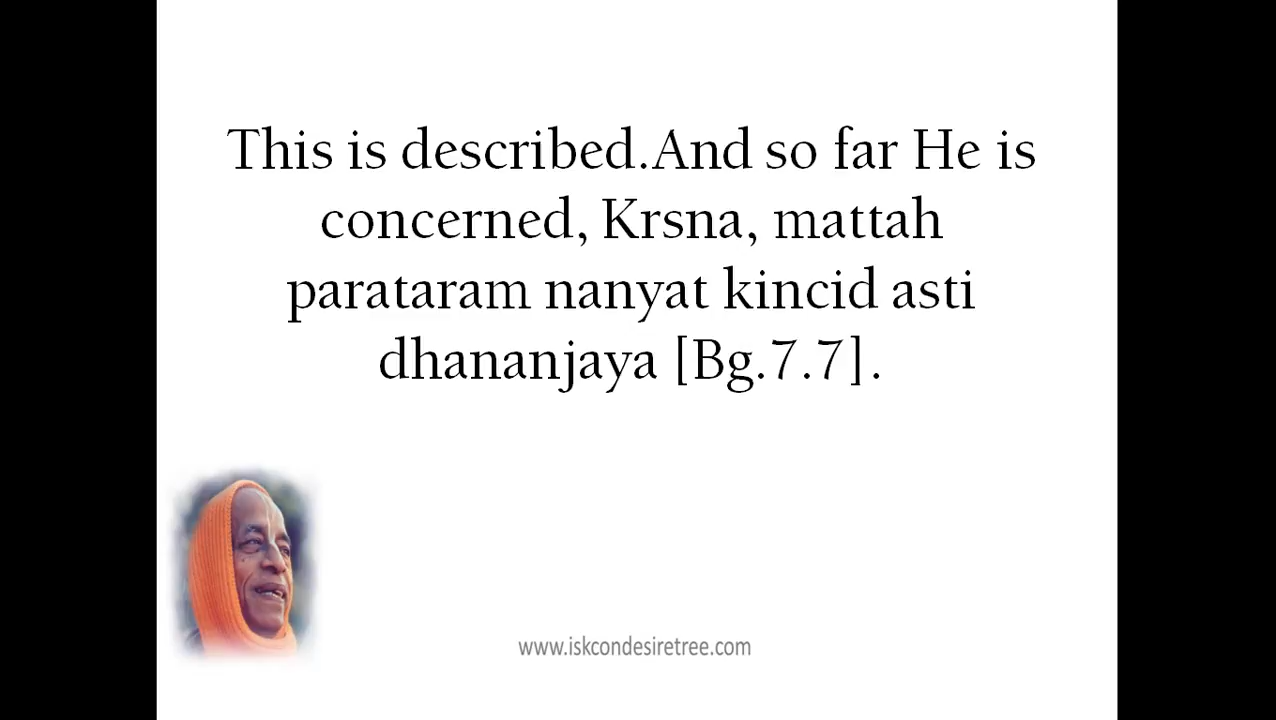 This is described.And so far He is
concerned, Krsna, mattah
parataram nanyat kincid asti
dhananjaya [Bg.7.7].
www.iskcondesiretree.com